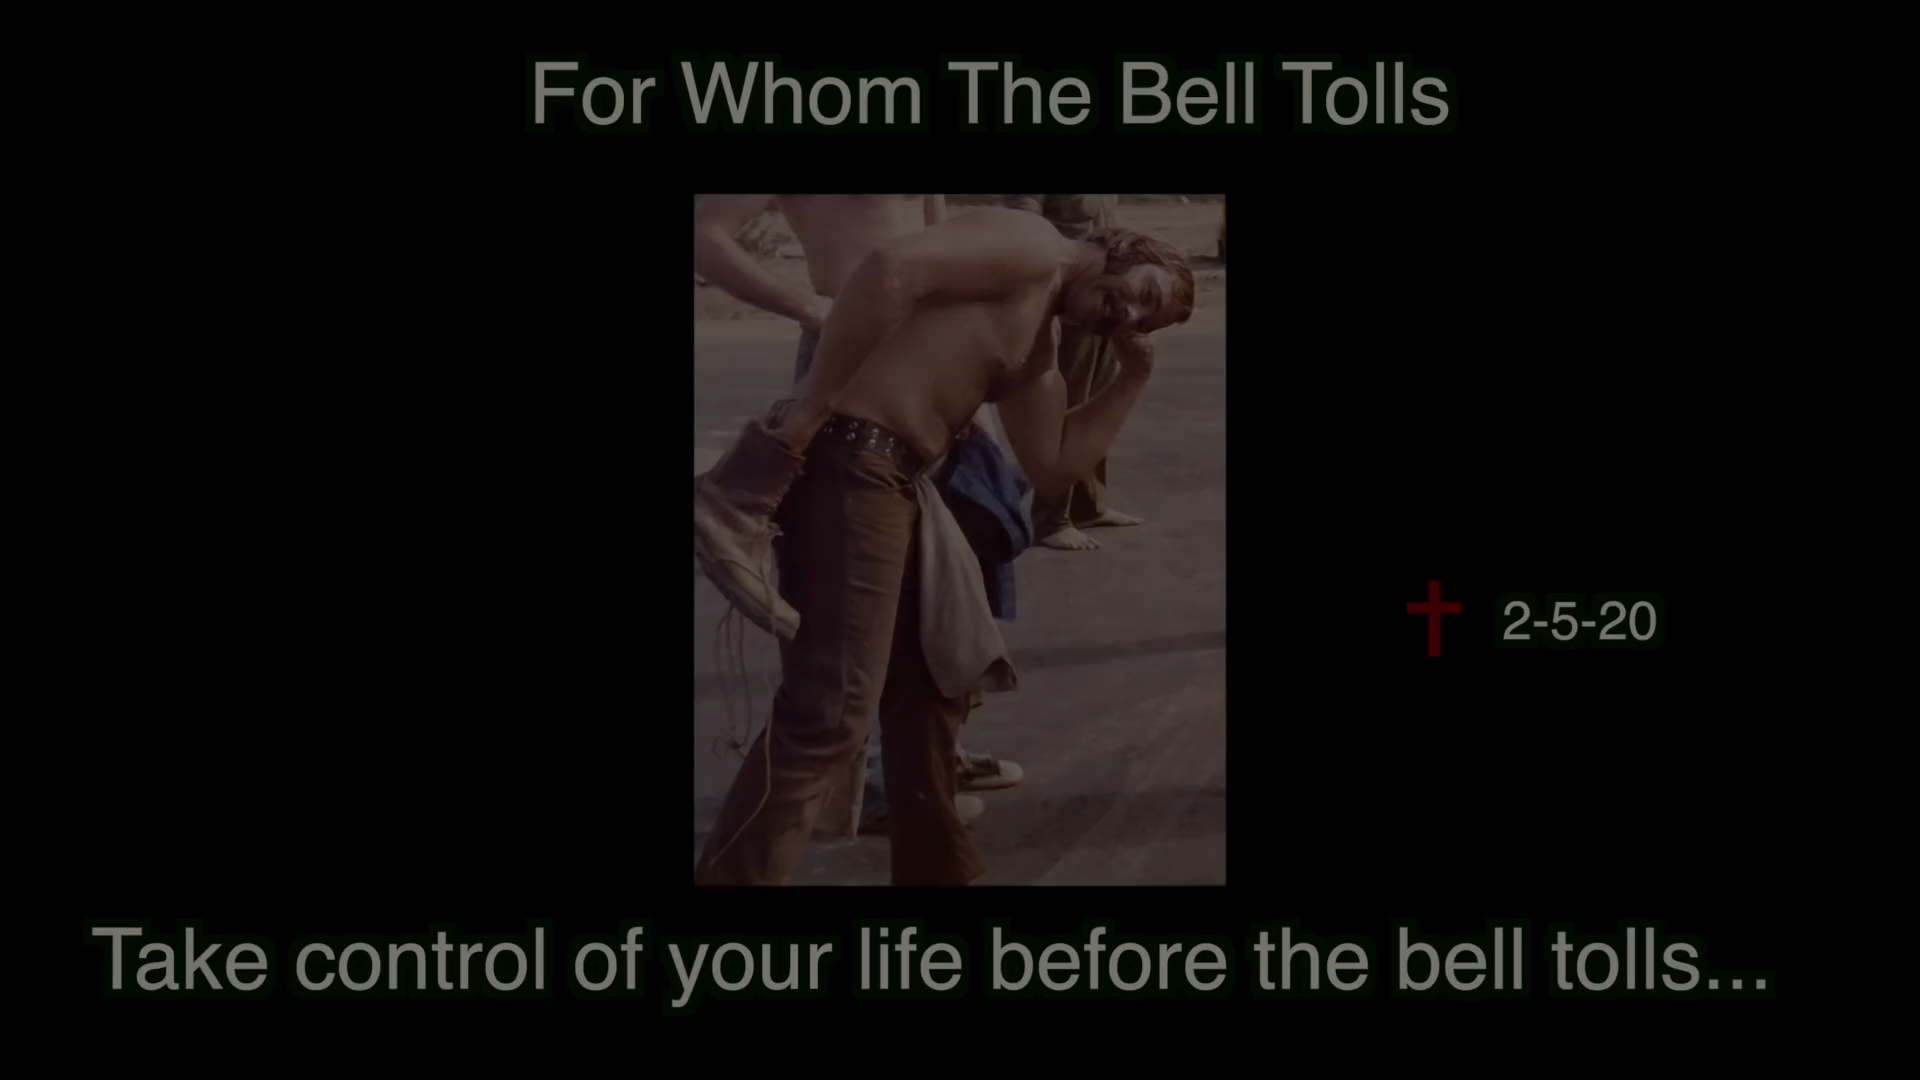 For Whom The Bell Tolls
2-5-20
Take control of your life before the bell tolls...